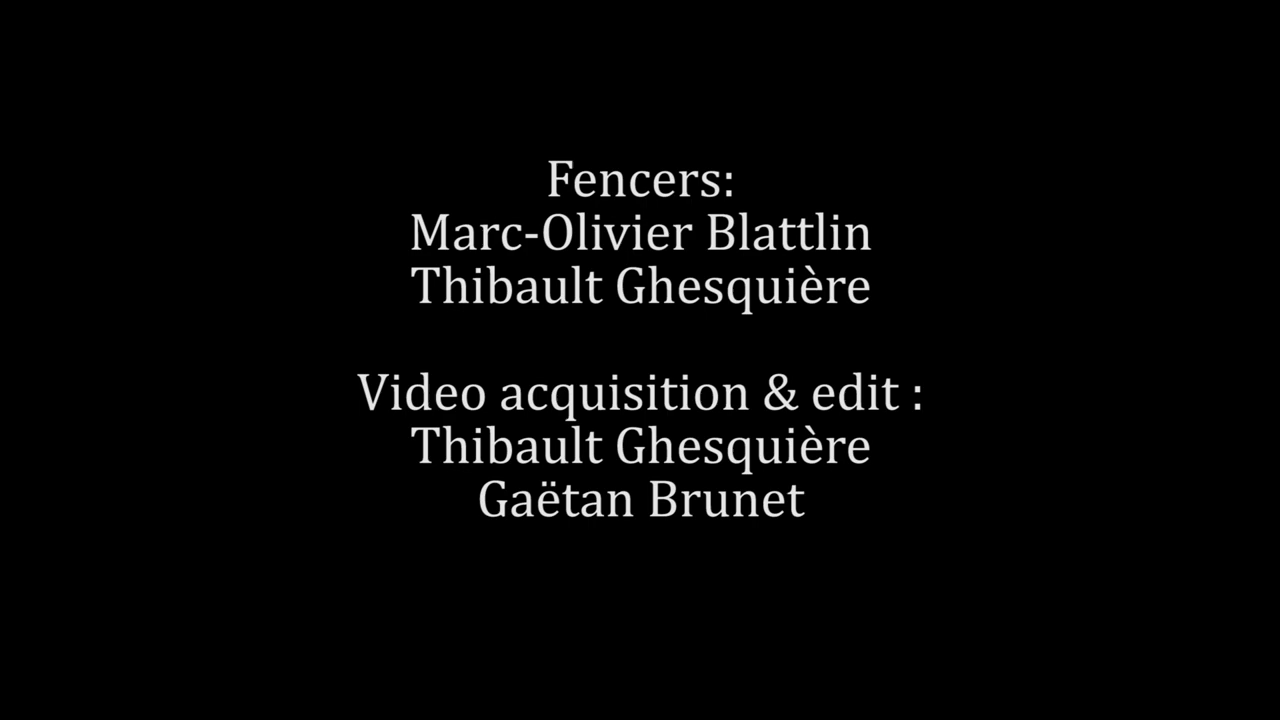 Fencers:
Marc-Olivier Blattlin
Thibault Ghesquière
Video acquisition & edit :
Thibault Ghesquière
Gaëtan Brunet